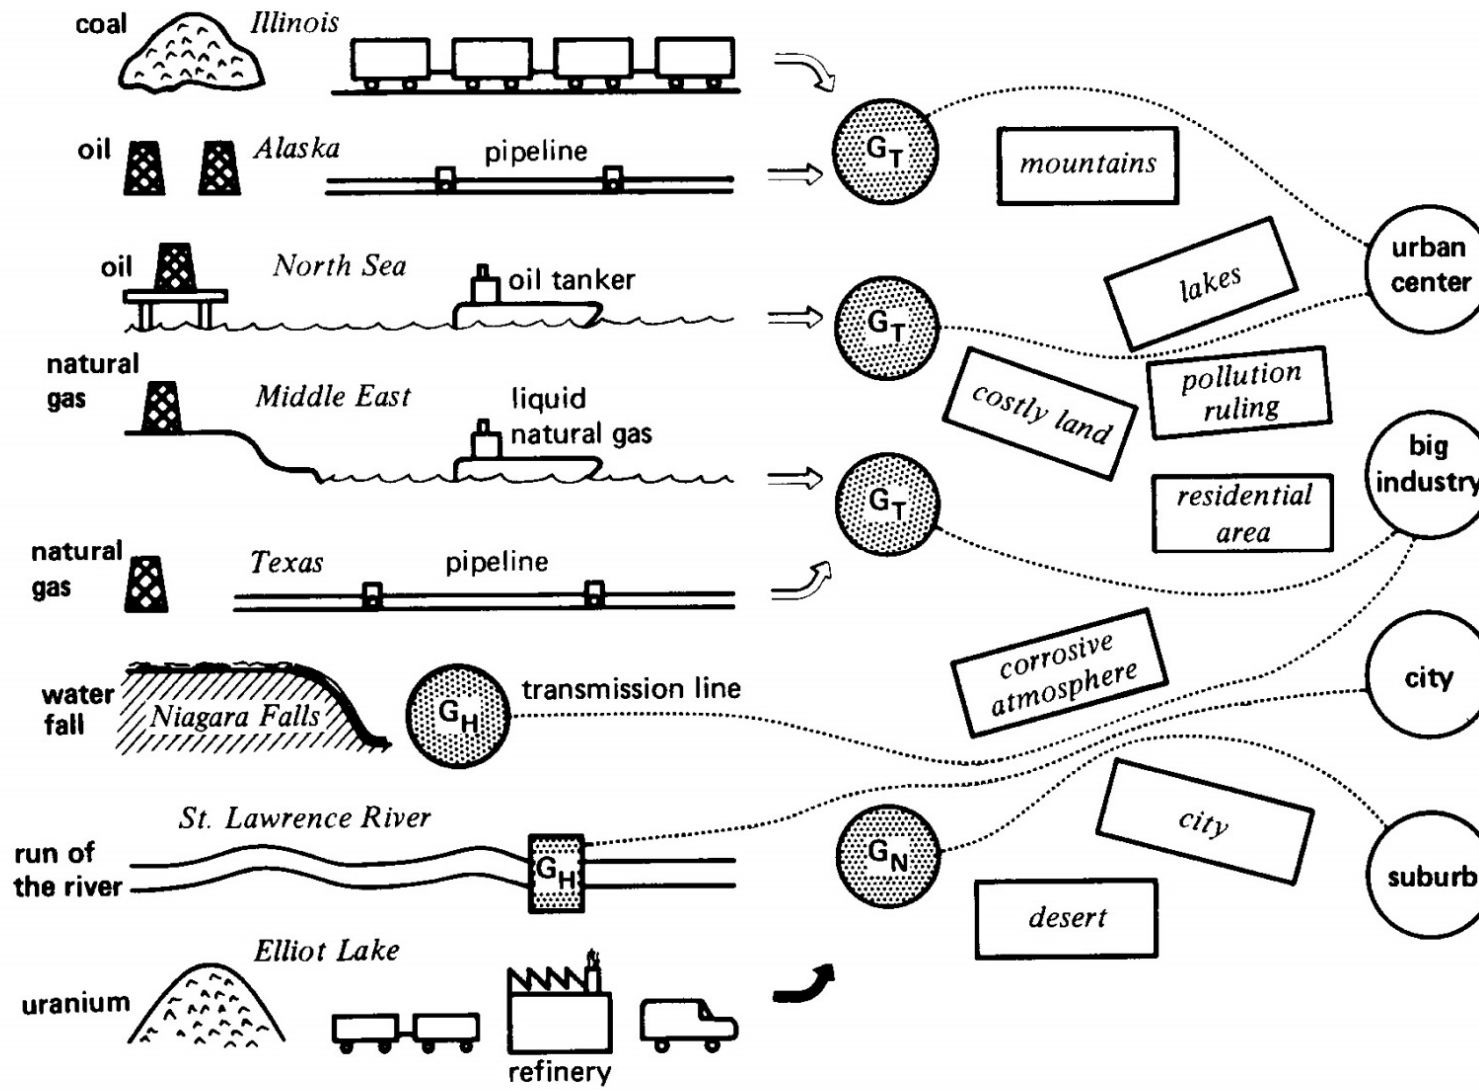 coal
Illinois
G_T
mountains
oil
Alaska
pipeline
urban
center
lakes
oil
North Sea
oil tanker
G_T
natural
gas
Middle East
liquid
natural gas
costly land
pollution
ruling
big
industry
G_T
residential
area
natural
gas
Texas
pipeline
corrosive
atmosphere
water
fall
Niagara Falls
G_H
transmission line
city
St. Lawrence River
run of
the river
G_H
G_N
city
desert
suburb
Elliot Lake
uranium
refinery